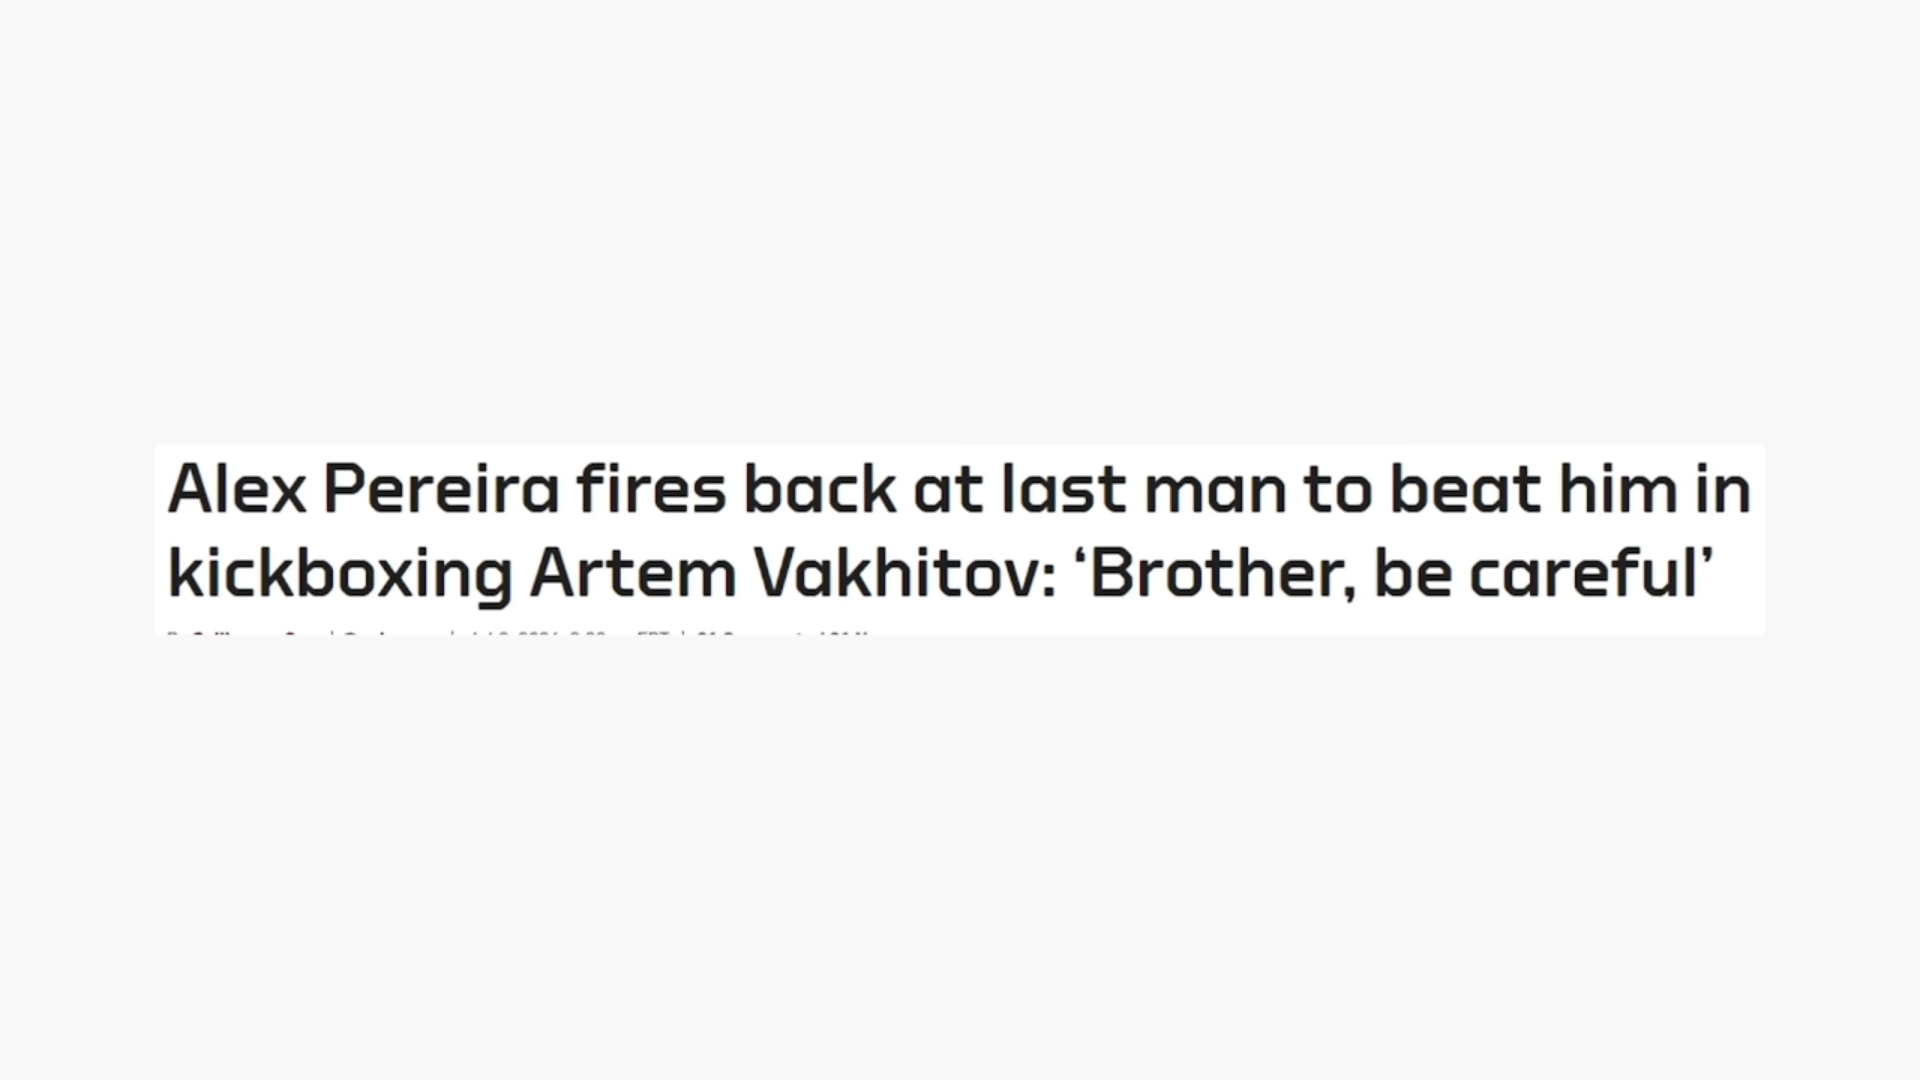 Alex Pereira fires back at last man to beat him in
kickboxing Artem Vakhitov: ‘Brother, be careful’